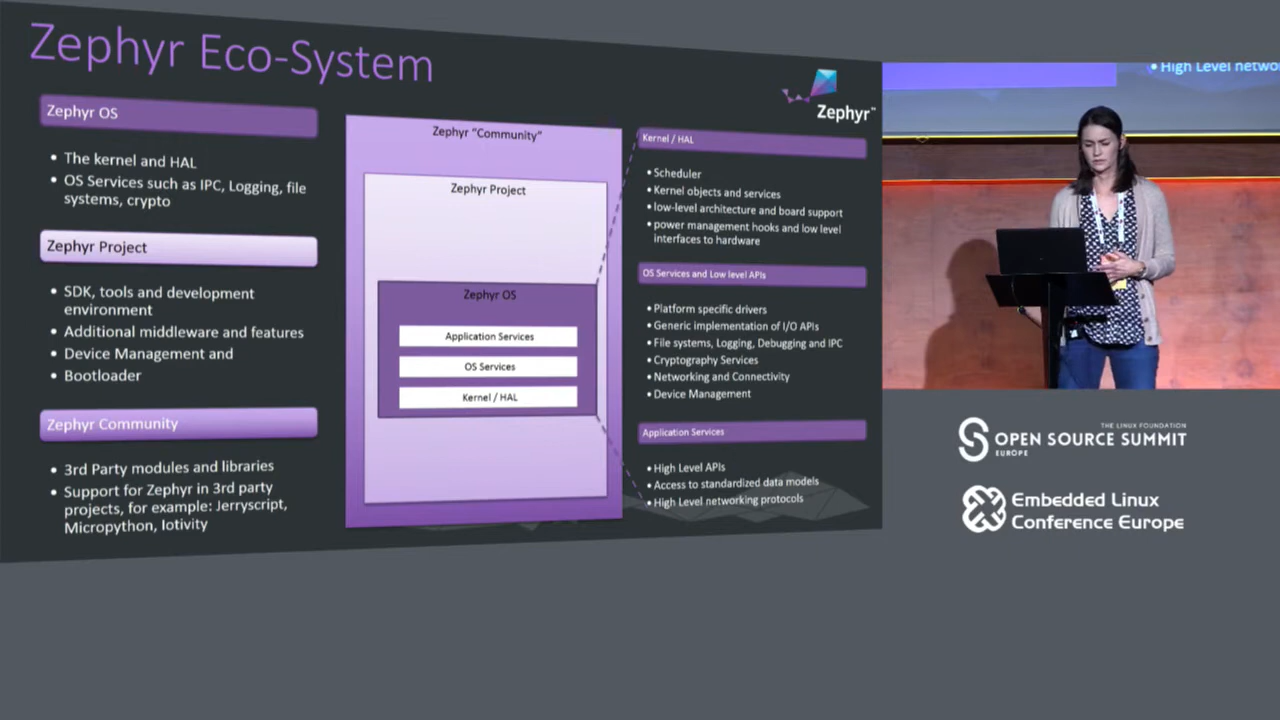 Zephyr Eco-System
Zephyr OS
• The kernel and HAL
• OS Services such as IPC, Logging, file
systems, crypto
Zephyr Project
• SDK, tools and development
environment
• Additional middleware and features
• Device Management and
• Bootloader
Zephyr Community
• 3rd Party modules and libraries
• Support for Zephyr in 3rd party
projects, for example: Jerryscript,
Micropython, Iotivity
Zephyr "Community"
Zephyr Project
Zephyr OS
Application Services
OS Services
Kernel / HAL
Zephyr™
Kernel / HAL
• Scheduler
• Kernel objects and services
• low-level architecture and board support
• power management hooks and low level
interfaces to hardware
OS Services and Low level APIs
• Platform specific drivers
• Generic implementation of I/O APIs
• File systems, Logging, Debugging and IPC
• Cryptography Services
• Networking and Connectivity
• Device Management
Application Services
• High Level APIs
• Access to standardized data models
• High Level networking protocols
• High Level netwo
THE LINUX FOUNDATION
OPEN SOURCE SUMMIT
EUROPE
Embedded Linux
Conference Europe